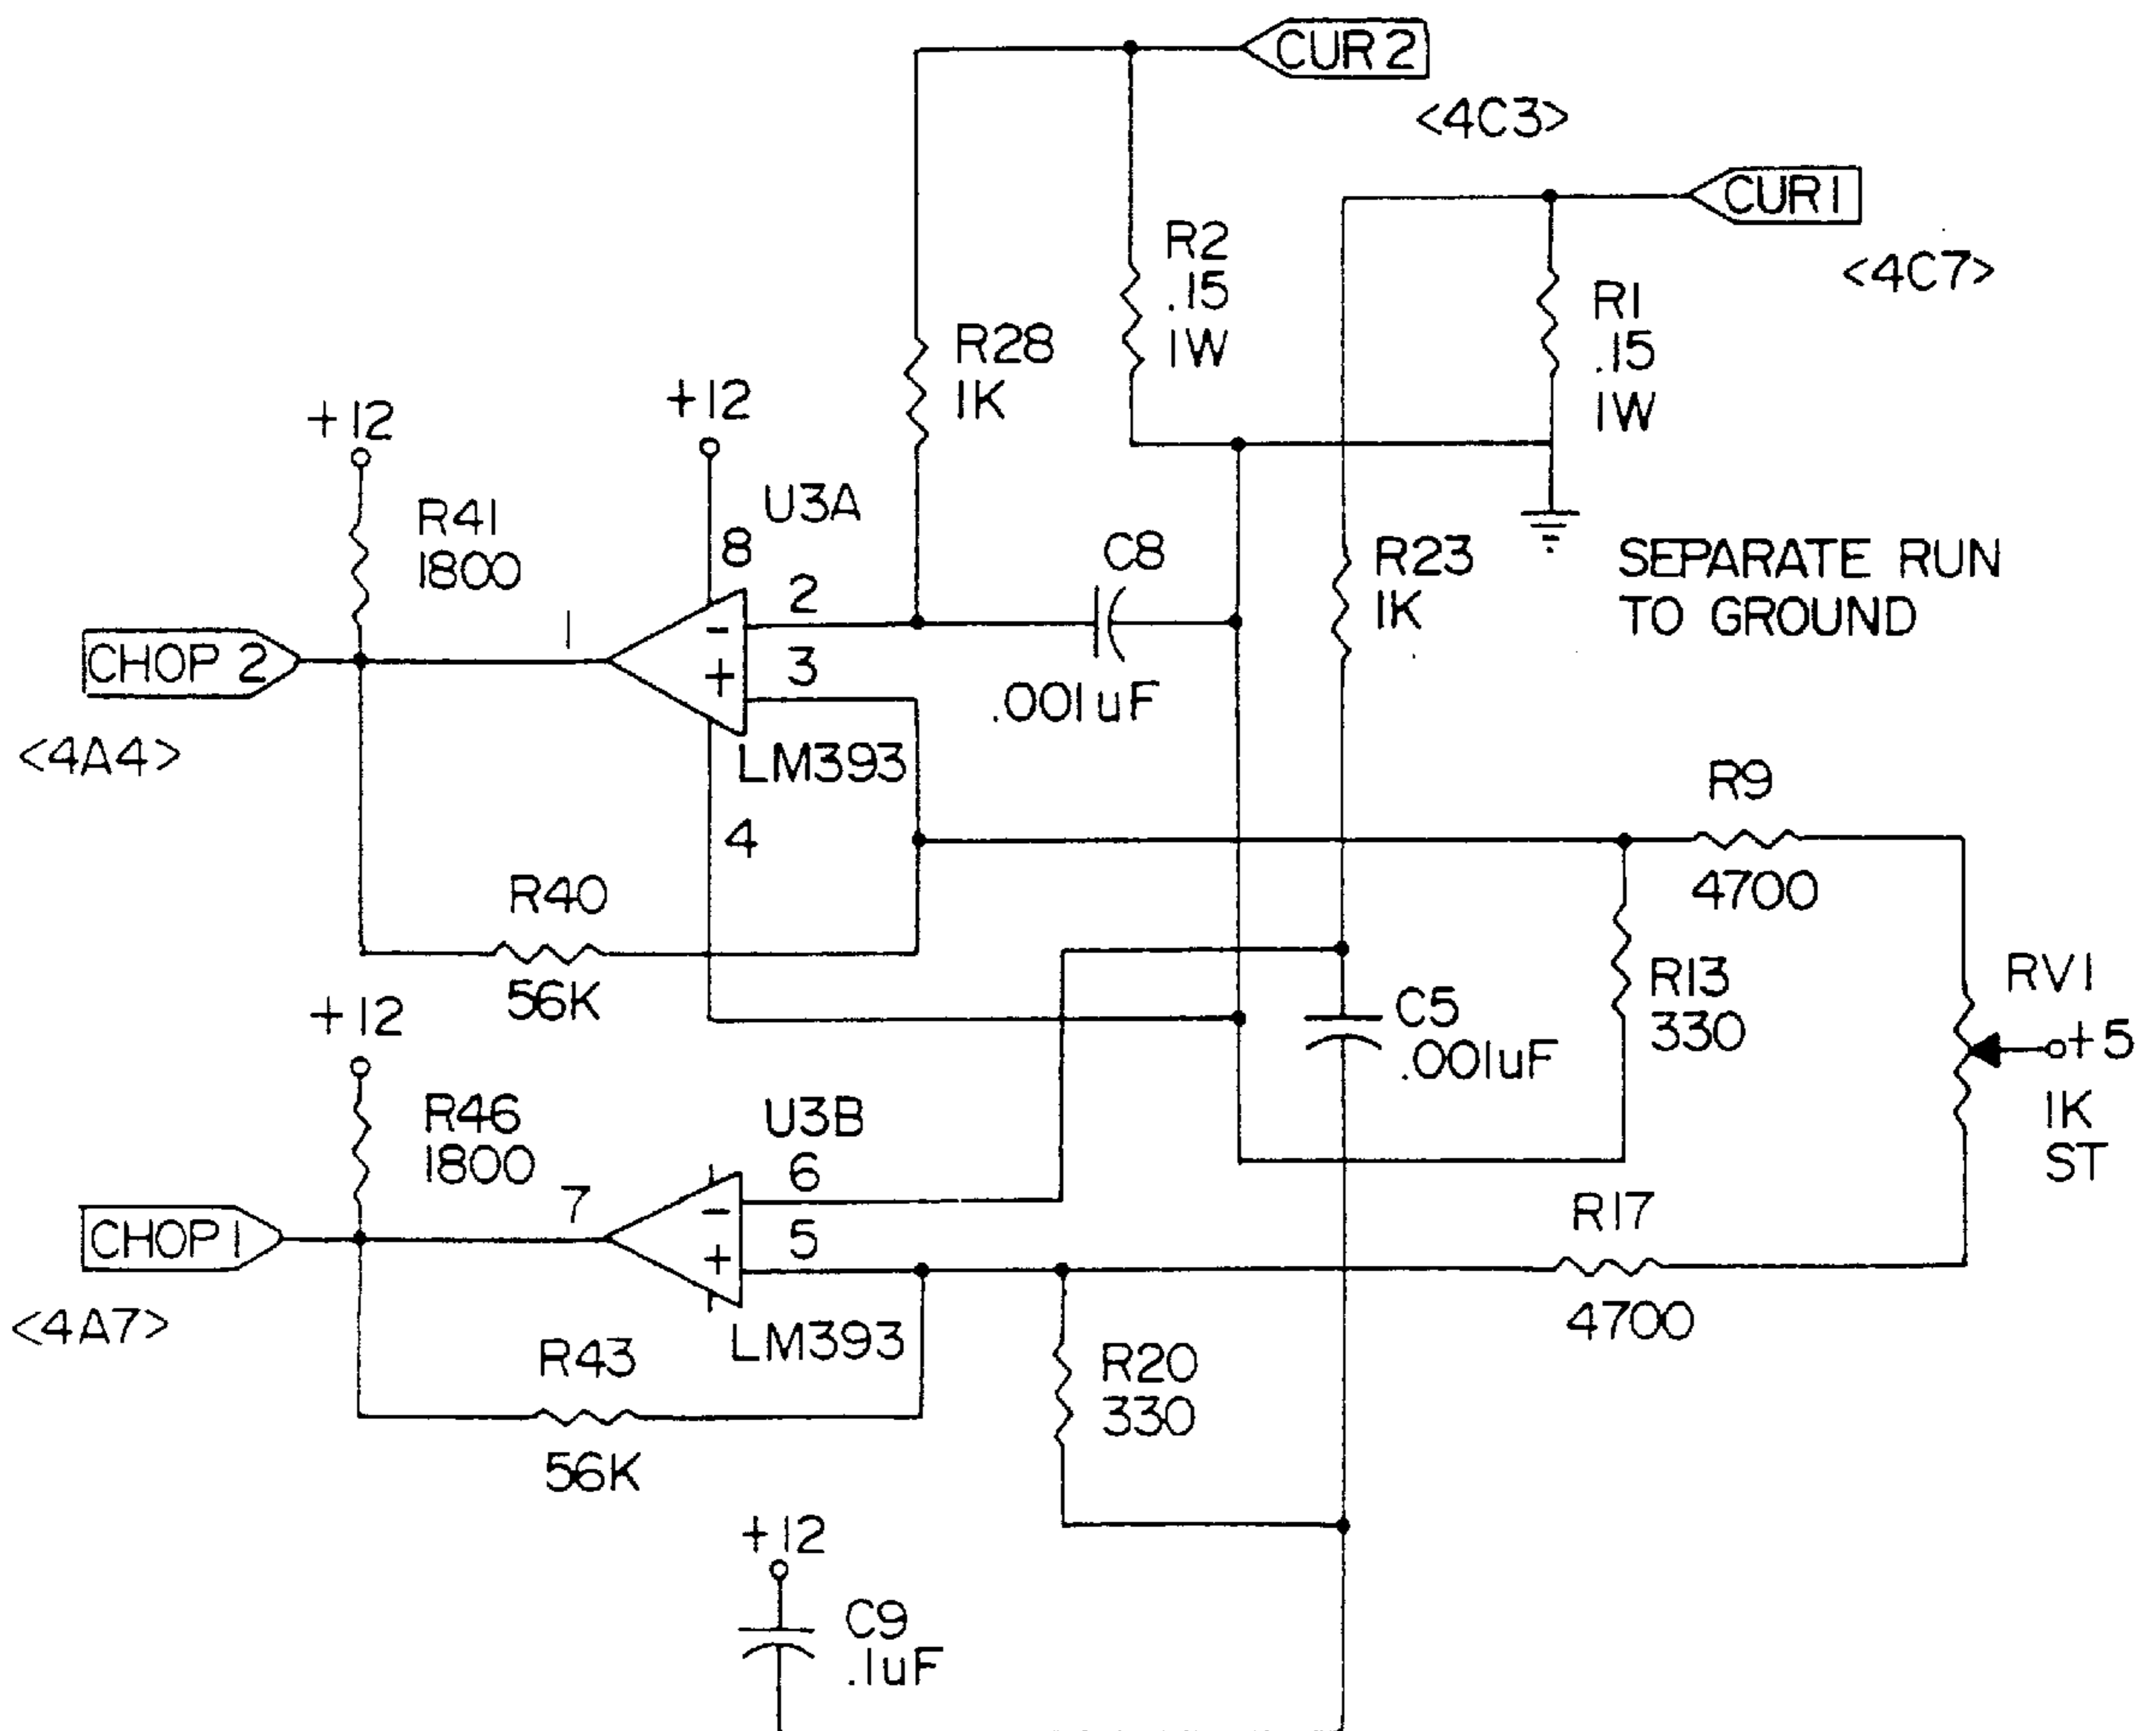 CUR 2
<4C3>
CUR1
<4C7>
R2
.15
1W
R1
.15
1W
R28
1K
+12
+12
R41
1800
U3A
8
2
3
1
4
LM393
C8
.001uF
R23
1K
SEPARATE RUN
TO GROUND
CHOP 2
<4A4>
R9
4700
R40
56K
R13
330
RV1
+5
1K
ST
C5
.001uF
+12
R46
1800
U3B
6
5
7
LM393
CHOP1
<4A7>
R17
4700
R43
56K
R20
330
+12
C9
.1uF